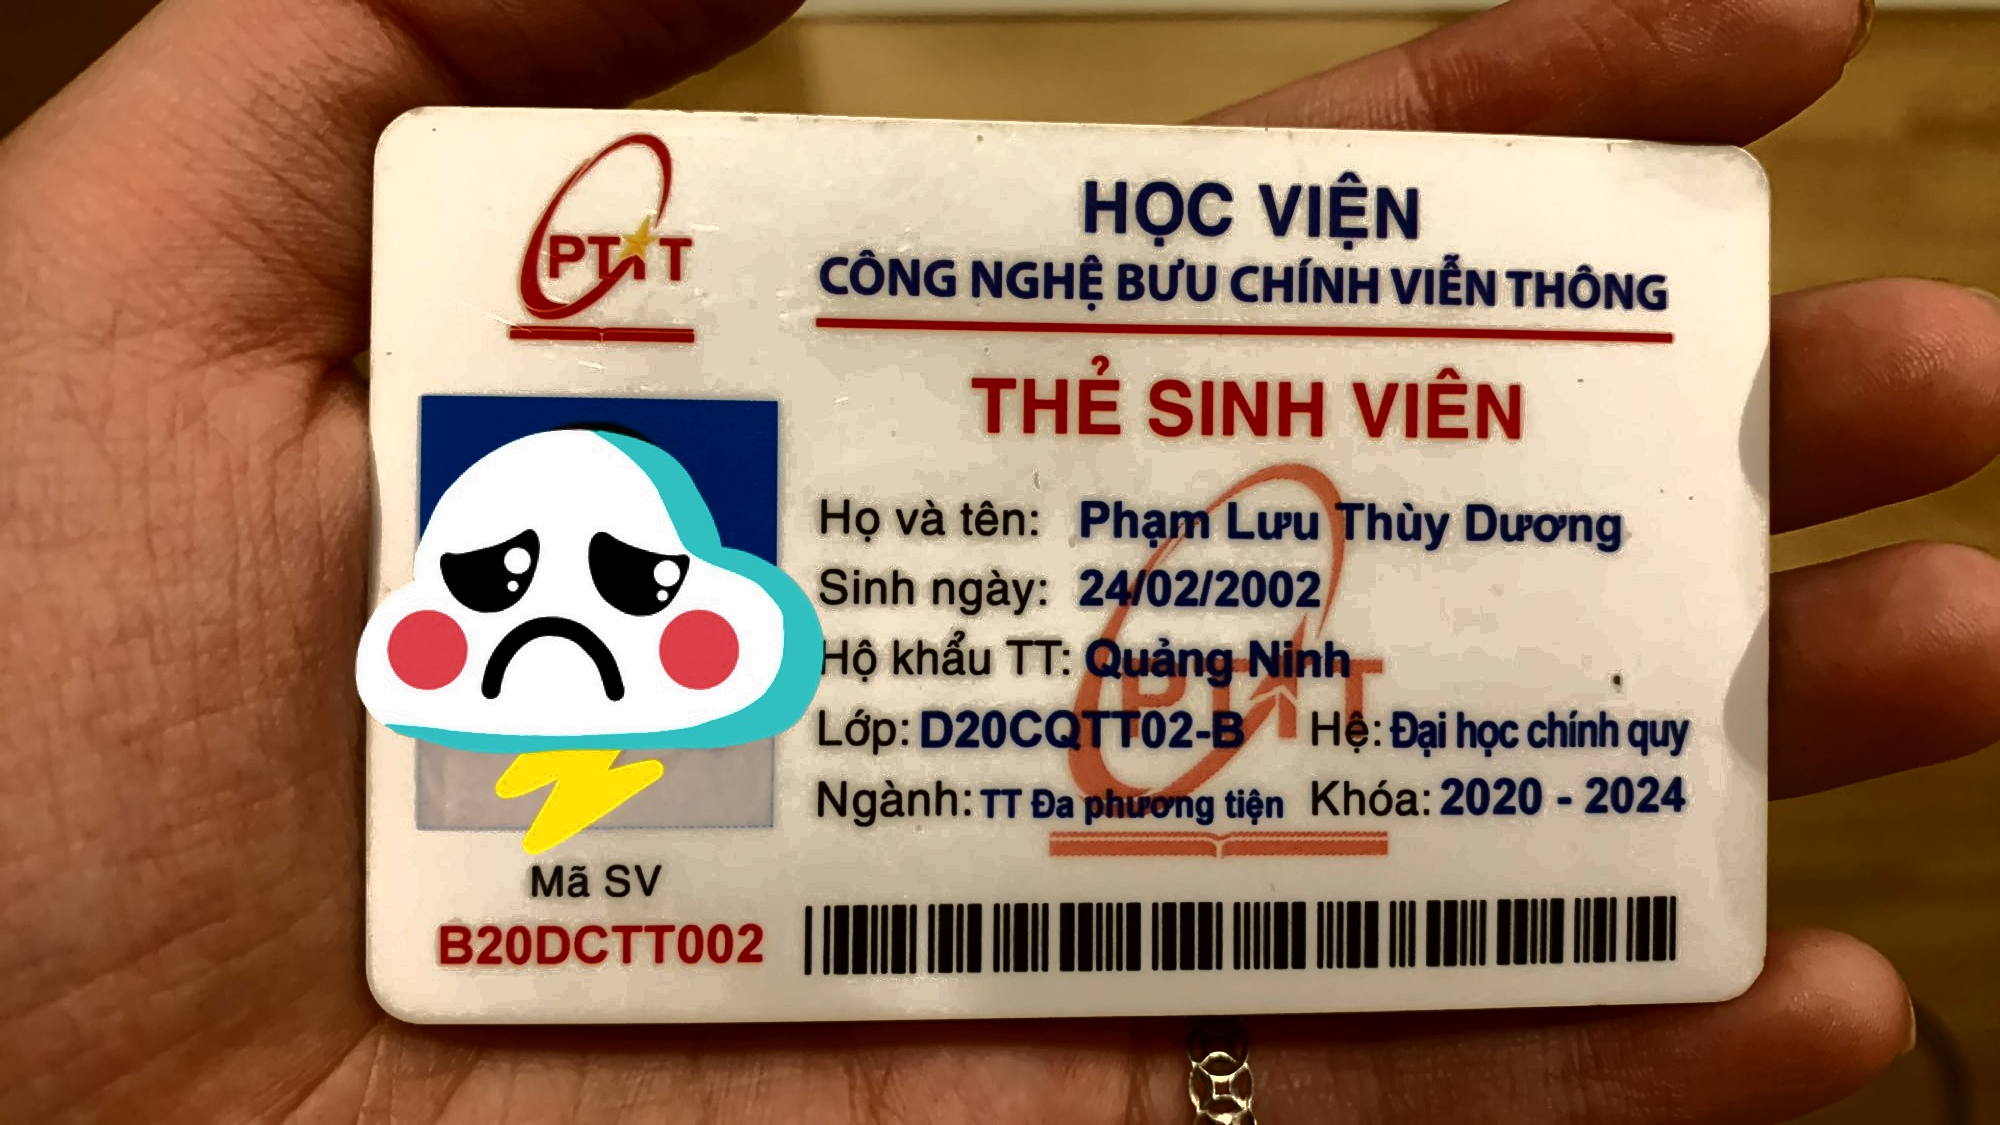 PTIT
HỌC VIỆN
CÔNG NGHỆ BƯU CHÍNH VIỄN THÔNG
THẺ SINH VIÊN
Họ và tên: Phạm Lưu Thùy Dương
Sinh ngày: 24/02/2002
Hộ khẩu TT: Quảng Ninh
PTIT
Lớp: D20CQTT02-B Hệ: Đại học chính quy
Ngành: TT Đa phương tiện Khóa: 2020 - 2024
Mã SV
B20DCTT002